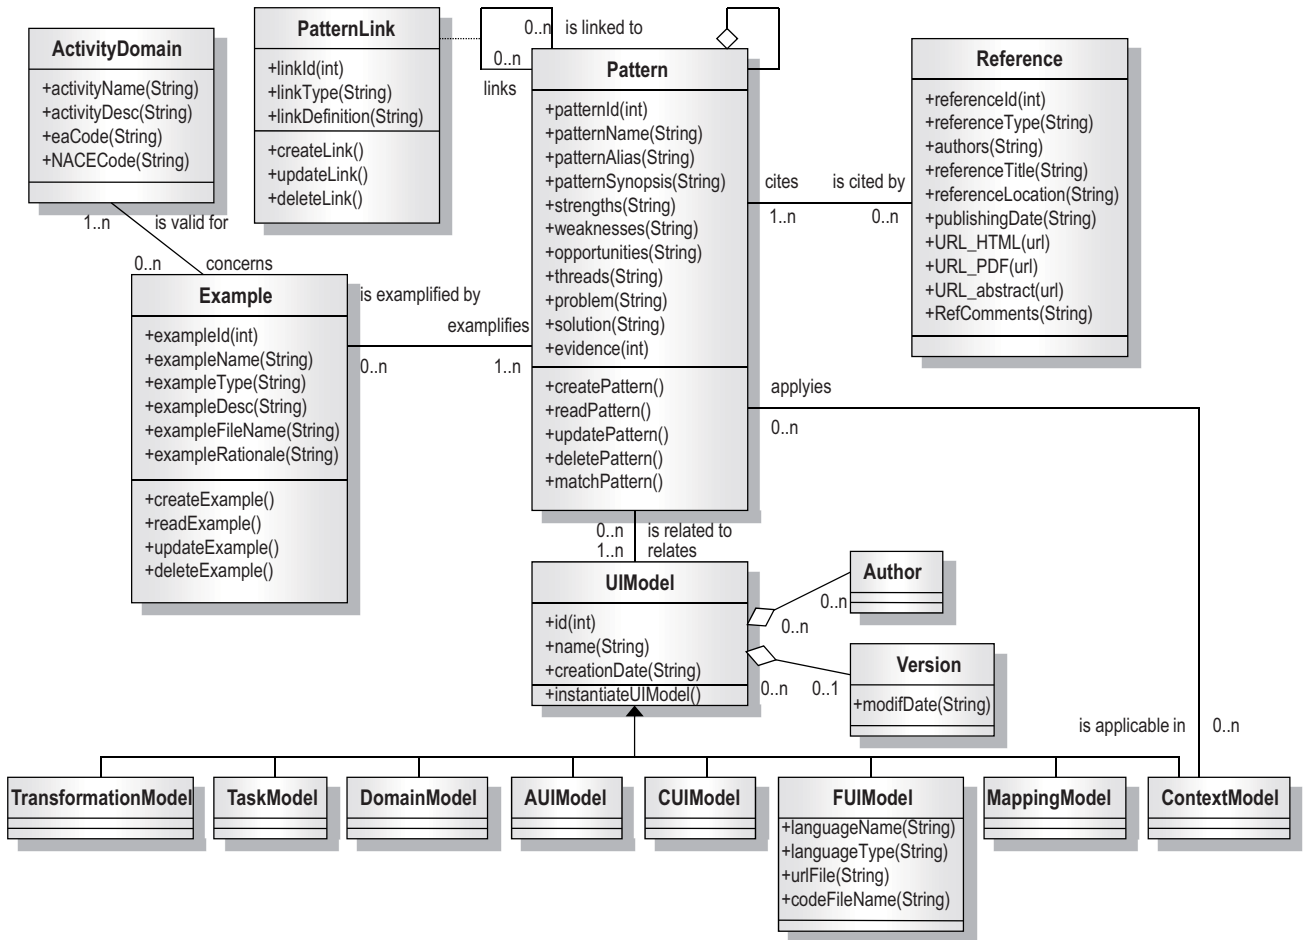 ActivityDomain
+activityName(String)
+activityDesc(String)
+eaCode(String)
+NACECode(String)
PatternLink
+linkId(int)
+linkType(String)
+linkDefinition(String)
+createLink()
+updateLink()
+deleteLink()
0..n is linked to
0..n
links
Pattern
+patternId(int)
+patternName(String)
+patternAlias(String)
+patternSynopsis(String)
+strengths(String)
+weaknesses(String)
+opportunities(String)
+threads(String)
+problem(String)
+solution(String)
+evidence(int)
+createPattern()
+readPattern()
+updatePattern()
+deletePattern()
+matchPattern()
cites
is cited by
1..n
0..n
Reference
+referenceId(int)
+referenceType(String)
+authors(String)
+referenceTitle(String)
+referenceLocation(String)
+publishingDate(String)
+URL_HTML(url)
+URL_PDF(url)
+URL_abstract(url)
+RefComments(String)
1..n
is valid for
0..n
concerns
Example
+exampleId(int)
+exampleName(String)
+exampleType(String)
+exampleDesc(String)
+exampleFileName(String)
+exampleRationale(String)
+createExample()
+readExample()
+updateExample()
+deleteExample()
is examplified by
examplifies
0..n
1..n
applyies
0..n
0..n is related to
1..n relates
UIModel
+id(int)
+name(String)
+creationDate(String)
+instantiateUIModel()
Author
0..n
0..n
Version
+modifDate(String)
0..n
0..1
is applicable in
0..n
TransformationModel
TaskModel
DomainModel
AUIModel
CUIModel
FUIModel
+languageName(String)
+languageType(String)
+urlFile(String)
+codeFileName(String)
MappingModel
ContextModel